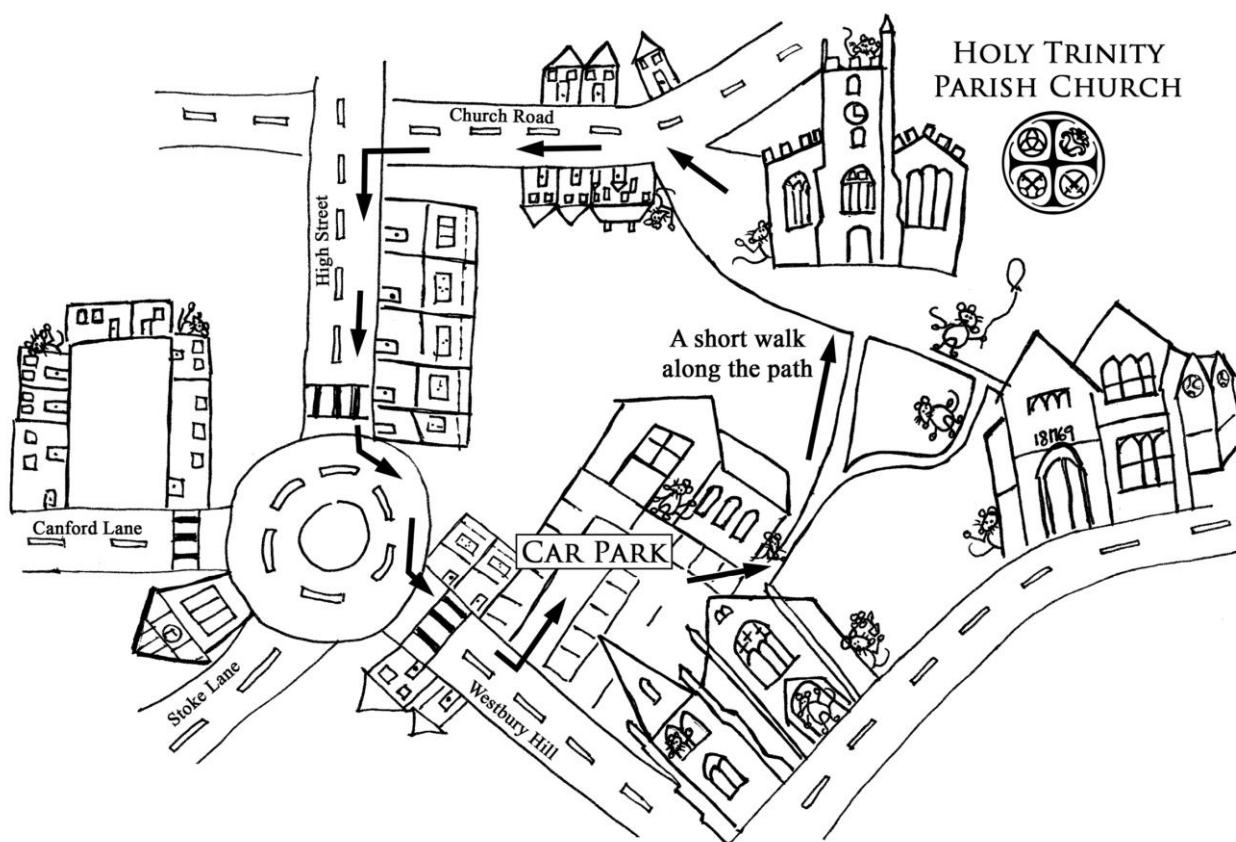 HOLY TRINITY
PARISH CHURCH
Church Road
High Street
A short walk
along the path
1869
Canford Lane
CAR PARK
Stoke Lane
Westbury Hill